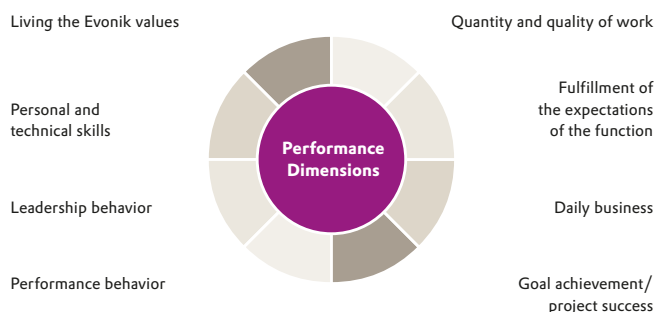 Living the Evonik values
Quantity and quality of work
Personal and
technical skills
Fulfillment of
the expectations
of the function
Performance
Dimensions
Leadership behavior
Daily business
Performance behavior
Goal achievement/
project success